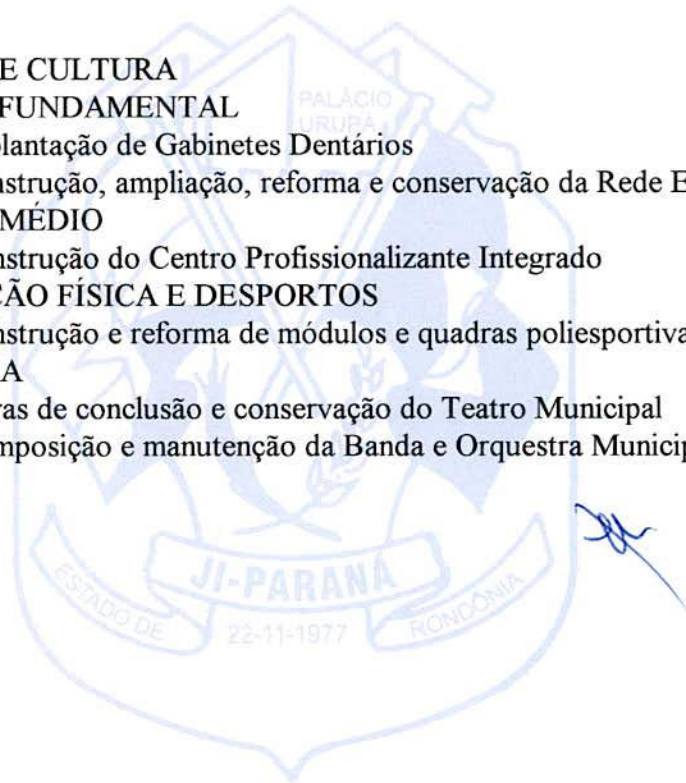 E CULTURA
FUNDAMENTAL
plantação de Gabinetes Dentários
nstrução, ampliação, reforma e conservação da Rede E
MÉDIO
nstrução do Centro Profissionalizante Integrado
ÇÃO FÍSICA E DESPORTOS
nstrução e reforma de módulos e quadras poliesportiva
A
ras de conclusão e conservação do Teatro Municipal
mposição e manutenção da Banda e Orquestra Municip
PALÁCIO
URUPÁ
JI-PARANÁ
ESTADO DE
22-11-1977
RONDÔNIA